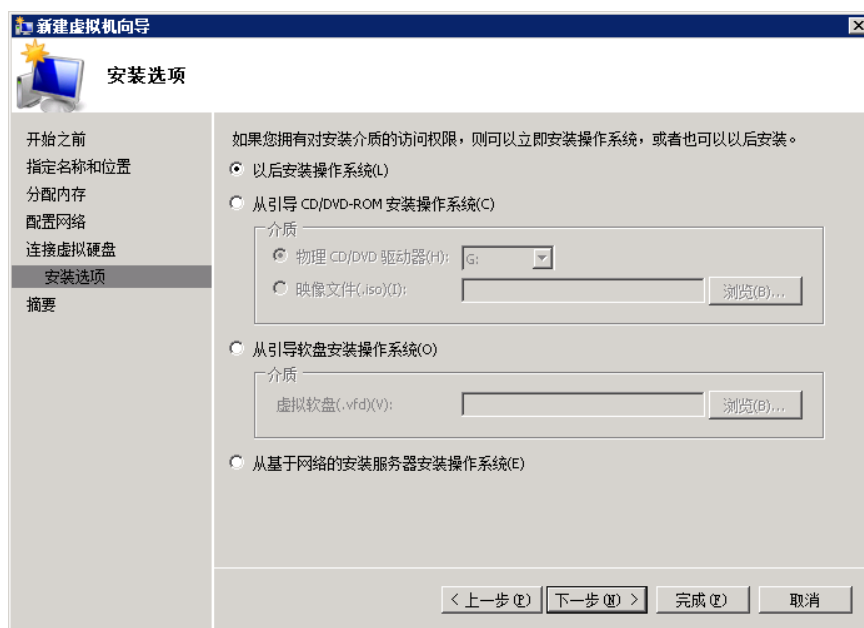 新建虚拟机向导
安装选项
开始之前
指定名称和位置
分配内存
配置网络
连接虚拟硬盘
安装选项
摘要
如果您拥有对安装介质的访问权限，则可以立即安装操作系统，或者也可以以后安装。
以后安装操作系统(L)
从引导 CD/DVD-ROM 安装操作系统(C)
介质
物理 CD/DVD 驱动器(H): G:
映像文件(.iso)(I): 浏览(B)...
从引导软盘安装操作系统(O)
介质
虚拟软盘(.vfd)(V): 浏览(B)...
从基于网络的安装服务器安装操作系统(E)
< 上一步(P) 下一步(N) > 完成(F) 取消